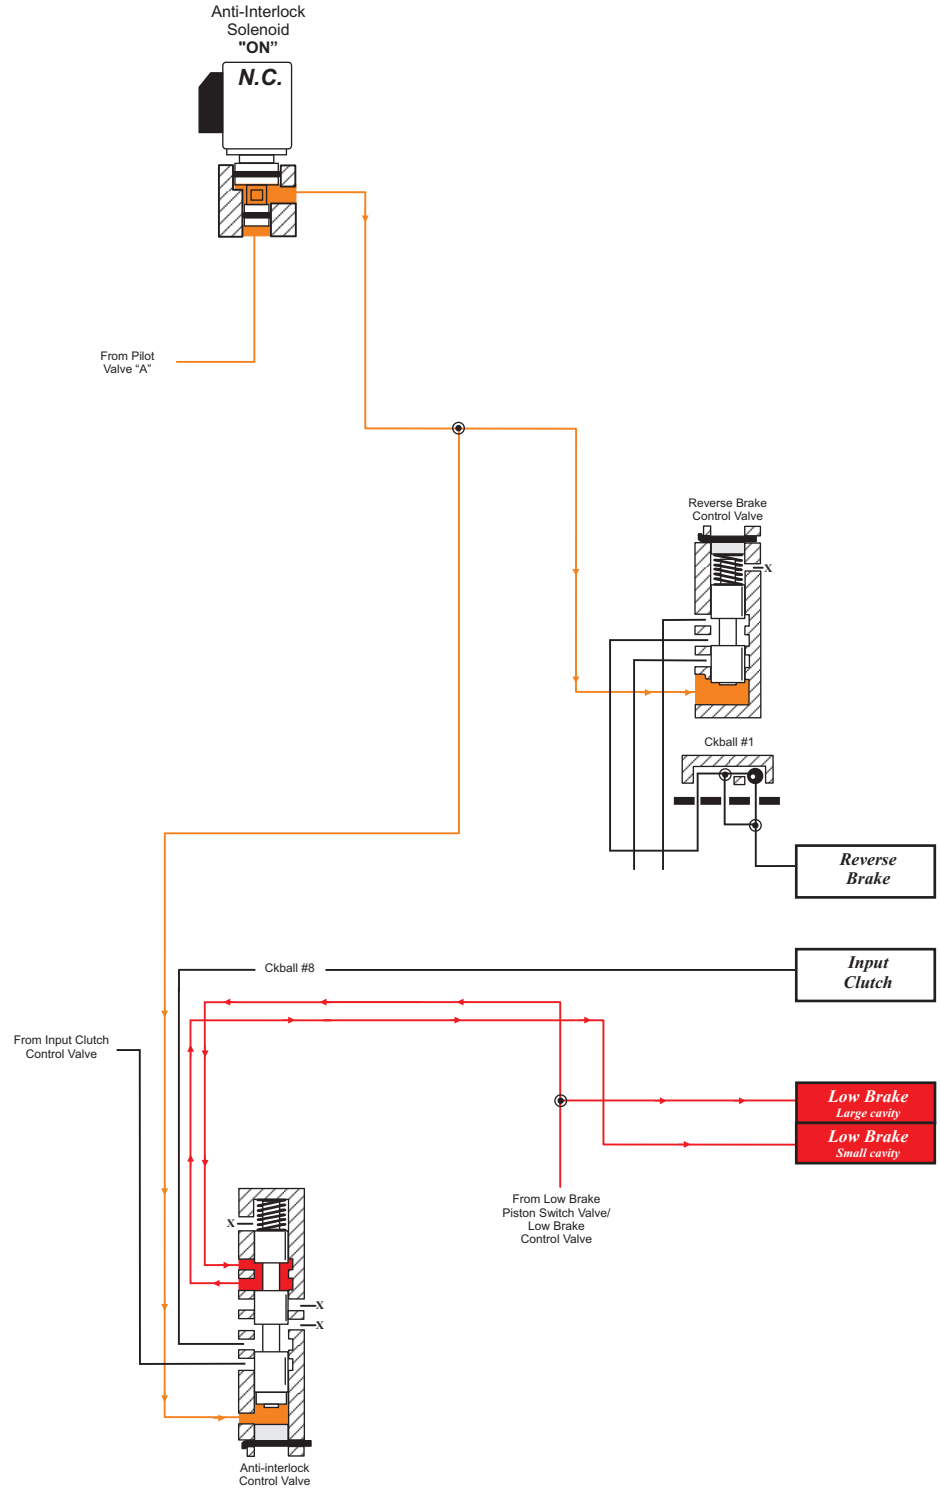 Anti-Interlock
Solenoid
"ON”
N.C.
From Pilot
Valve “A”
Reverse Brake
Control Valve
X
Ckball #1
Reverse
Brake
Ckball #8
Input
Clutch
From Input Clutch
Control Valve
Low Brake
Large cavity
Low Brake
Small cavity
From Low Brake
Piston Switch Valve/
Low Brake
Control Valve
X
X
X
Anti-interlock
Control Valve